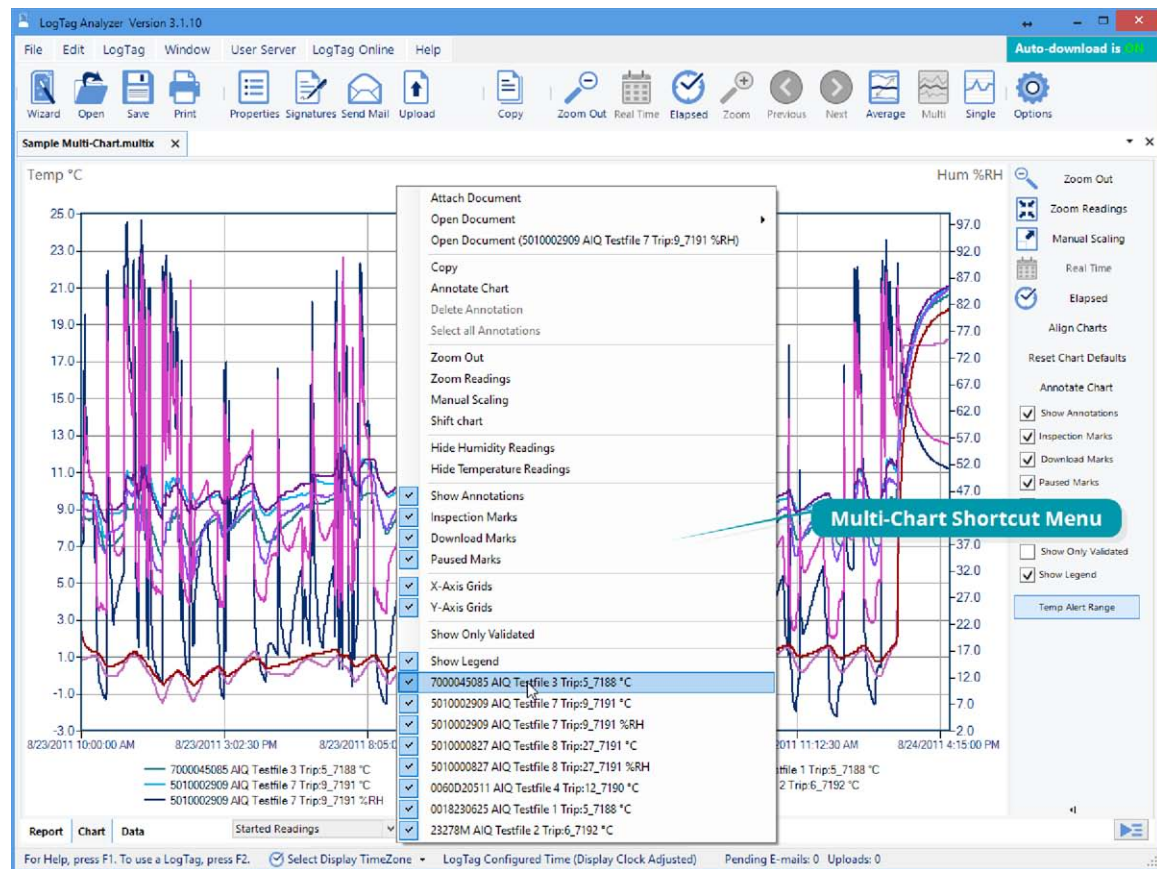 LogTag Analyzer Version 3.1.10
File Edit LogTag Window User Server LogTag Online Help
Auto-download is ON
Wizard Open Save Print Properties Signatures Send Mail Upload Copy Zoom Out Real Time Elapsed Zoom Previous Next Average Multi Single Options
Sample Multi-Chart.multix X
Temp °C
Hum %RH
25.0
23.0
21.0
19.0
17.0
15.0
13.0
11.0
9.0
7.0
5.0
3.0
1.0
-1.0
-3.0
Attach Document
Open Document
Open Document (5010002909 AIQ Testfile 7 Trip:9_7191 %RH)
Copy
Annotate Chart
Delete Annotation
Select all Annotations
Zoom Out
Zoom Readings
Manual Scaling
Shift chart
Hide Humidity Readings
Hide Temperature Readings
Show Annotations
Inspection Marks
Download Marks
Paused Marks
X-Axis Grids
Y-Axis Grids
Show Only Validated
Show Legend
7000045085 AIQ Testfile 3 Trip:5_7188 °C
5010002909 AIQ Testfile 7 Trip:9_7191 °C
5010002909 AIQ Testfile 7 Trip:9_7191 %RH
5010000827 AIQ Testfile 8 Trip:27_7191 °C
5010000827 AIQ Testfile 8 Trip:27_7191 %RH
0060D20511 AIQ Testfile 4 Trip:12_7190 °C
0018230625 AIQ Testfile 1 Trip:5_7188 °C
23278M AIQ Testfile 2 Trip:6_7192 °C
97.0
92.0
87.0
82.0
77.0
72.0
67.0
62.0
57.0
52.0
47.0
37.0
32.0
27.0
22.0
17.0
12.0
7.0
2.0
Multi-Chart Shortcut Menu
Zoom Out
Zoom Readings
Manual Scaling
Real Time
Elapsed
Align Charts
Reset Chart Defaults
Annotate Chart
Show Annotations
Inspection Marks
Download Marks
Paused Marks
Show Only Validated
Show Legend
Temp Alert Range
8/23/2011 10:00:00 AM 8/23/2011 3:02:30 PM 8/23/2011 8:05:0 2011 11:12:30 AM 8/24/2011 4:15:00 PM
7000045085 AIQ Testfile 3 Trip:5_7188 °C
5010002909 AIQ Testfile 7 Trip:9_7191 °C
5010002909 AIQ Testfile 7 Trip:9_7191 %RH
tfile 1 Trip:5_7188 °C
2 Trip:6_7192 °C
Report Chart Data Started Readings
For Help, press F1. To use a LogTag, press F2. Select Display TimeZone LogTag Configured Time (Display Clock Adjusted) Pending E-mails: 0 Uploads: 0